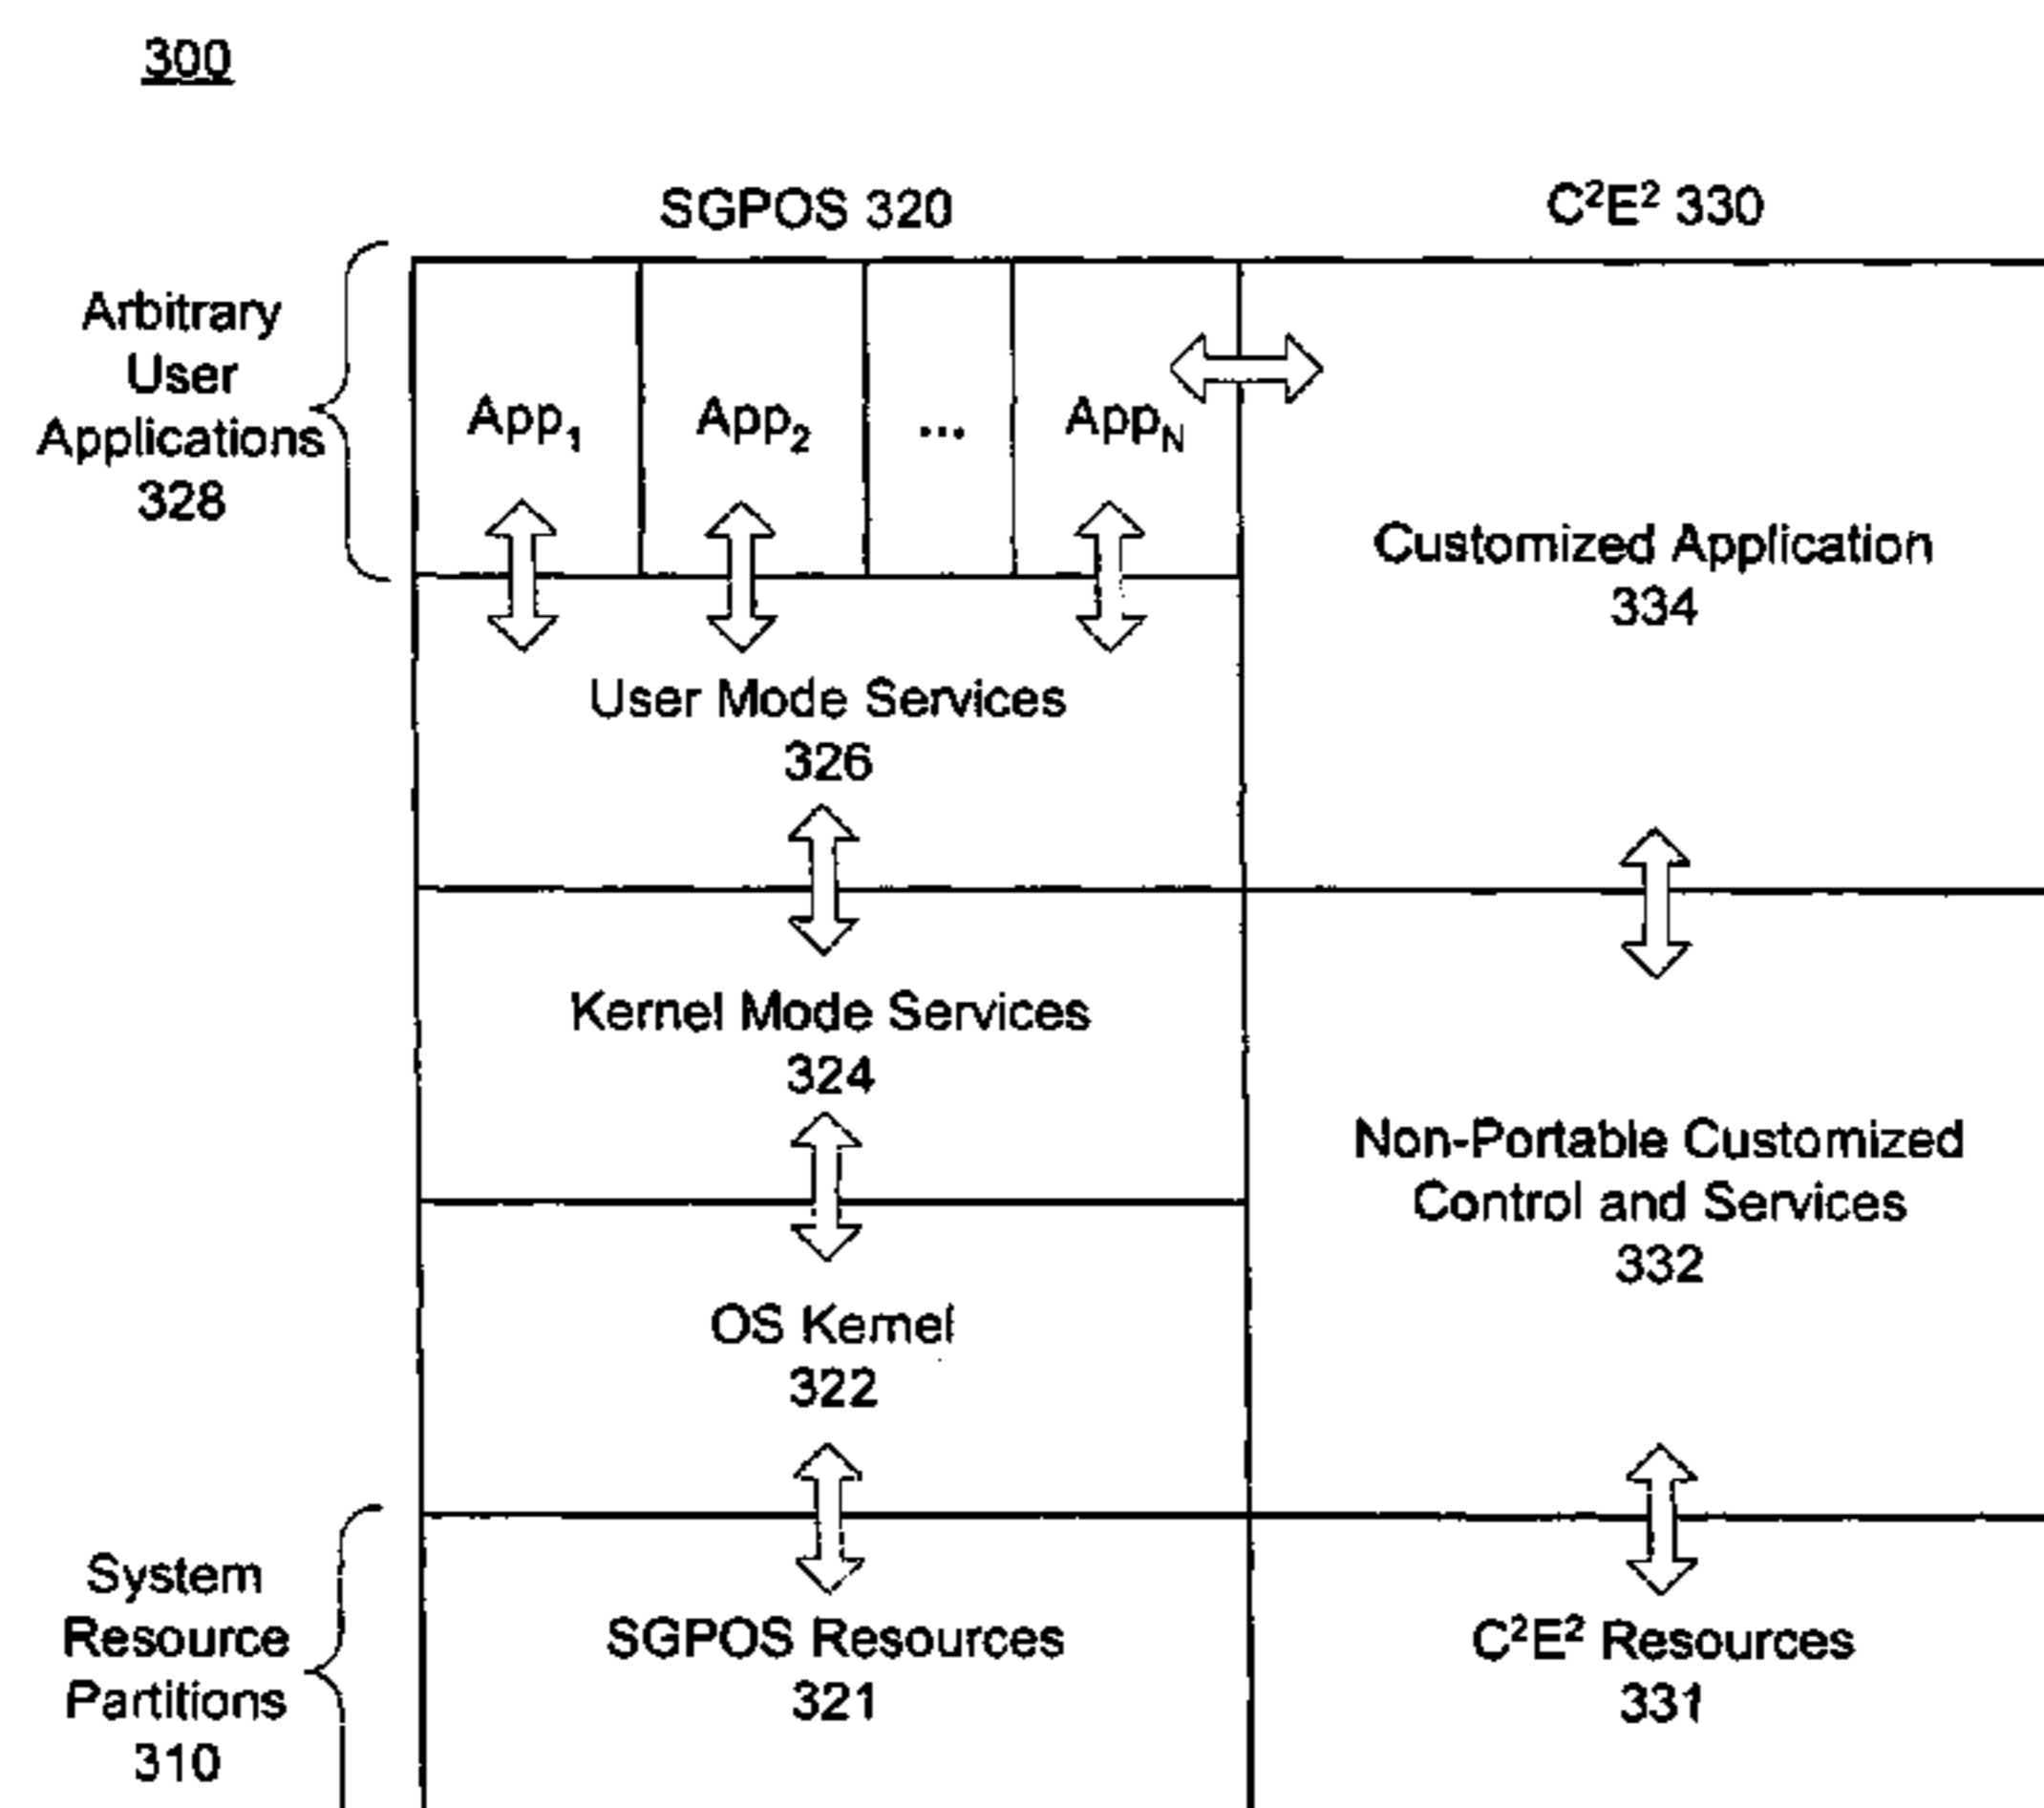 300
SGPOS 320
C²E² 330
Arbitrary
User
Applications
328
App₁
App₂
...
App_N
Customized Application
334
User Mode Services
326
Kernel Mode Services
324
Non-Portable Customized
Control and Services
332
OS Kernel
322
System
Resource
Partitions
310
SGPOS Resources
321
C²E² Resources
331